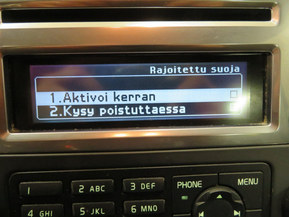 Rajoitettu suoja
1.Aktivoi kerran
2.Kysy poistuttaessa
1 2 ABC 3 DEF PHONE MENU
4 GHI 5 JKL 6 MNO